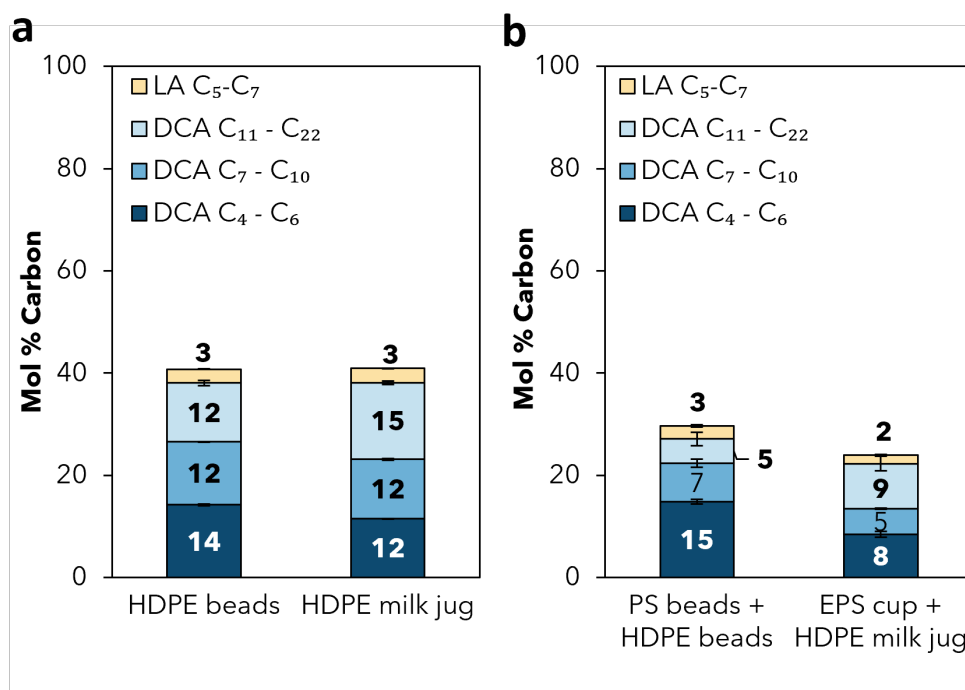 a
Mol % Carbon
100
80
60
40
20
0
LA C₅-C₇
DCA C₁₁ - C₂₂
DCA C₇ - C₁₀
DCA C₄ - C₆
3
12
12
14
3
15
12
12
HDPE beads
HDPE milk jug
b
Mol % Carbon
100
80
60
40
20
0
LA C₅-C₇
DCA C₁₁ - C₂₂
DCA C₇ - C₁₀
DCA C₄ - C₆
3
5
7
15
2
9
5
8
PS beads +
HDPE beads
EPS cup +
HDPE milk jug